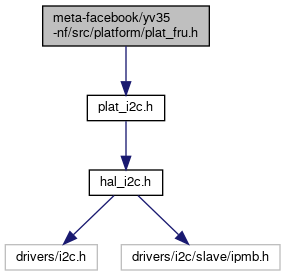 meta-facebook/yv35
-nf/src/platform/plat_fru.h
plat_i2c.h
hal_i2c.h
drivers/i2c.h
drivers/i2c/slave/ipmb.h